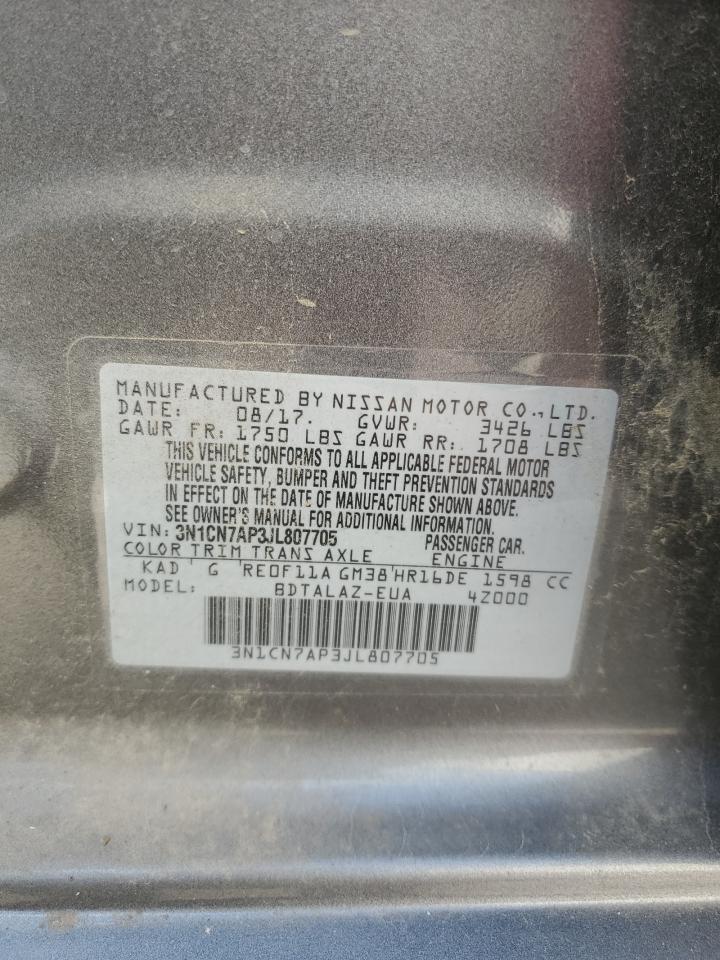 MANUFACTURED BY NISSAN MOTOR CO.,LTD.
DATE: 08/17. GVWR: 3426 LBS
GAWR FR: 1750 LBS GAWR RR: 1708 LBS
THIS VEHICLE CONFORMS TO ALL APPLICABLE FEDERAL MOTOR
VEHICLE SAFETY, BUMPER AND THEFT PREVENTION STANDARDS
IN EFFECT ON THE DATE OF MANUFACTURE SHOWN ABOVE.
SEE OWNER'S MANUAL FOR ADDITIONAL INFORMATION.
VIN: 3N1CN7AP3JL807705 PASSENGER CAR.
COLOR TRIM TRANS AXLE ENGINE
KAD G RE0F11A GM38 HR16DE 1598 CC
MODEL: BDTALAZ-EUA 4Z000
3N1CN7AP3JL807705